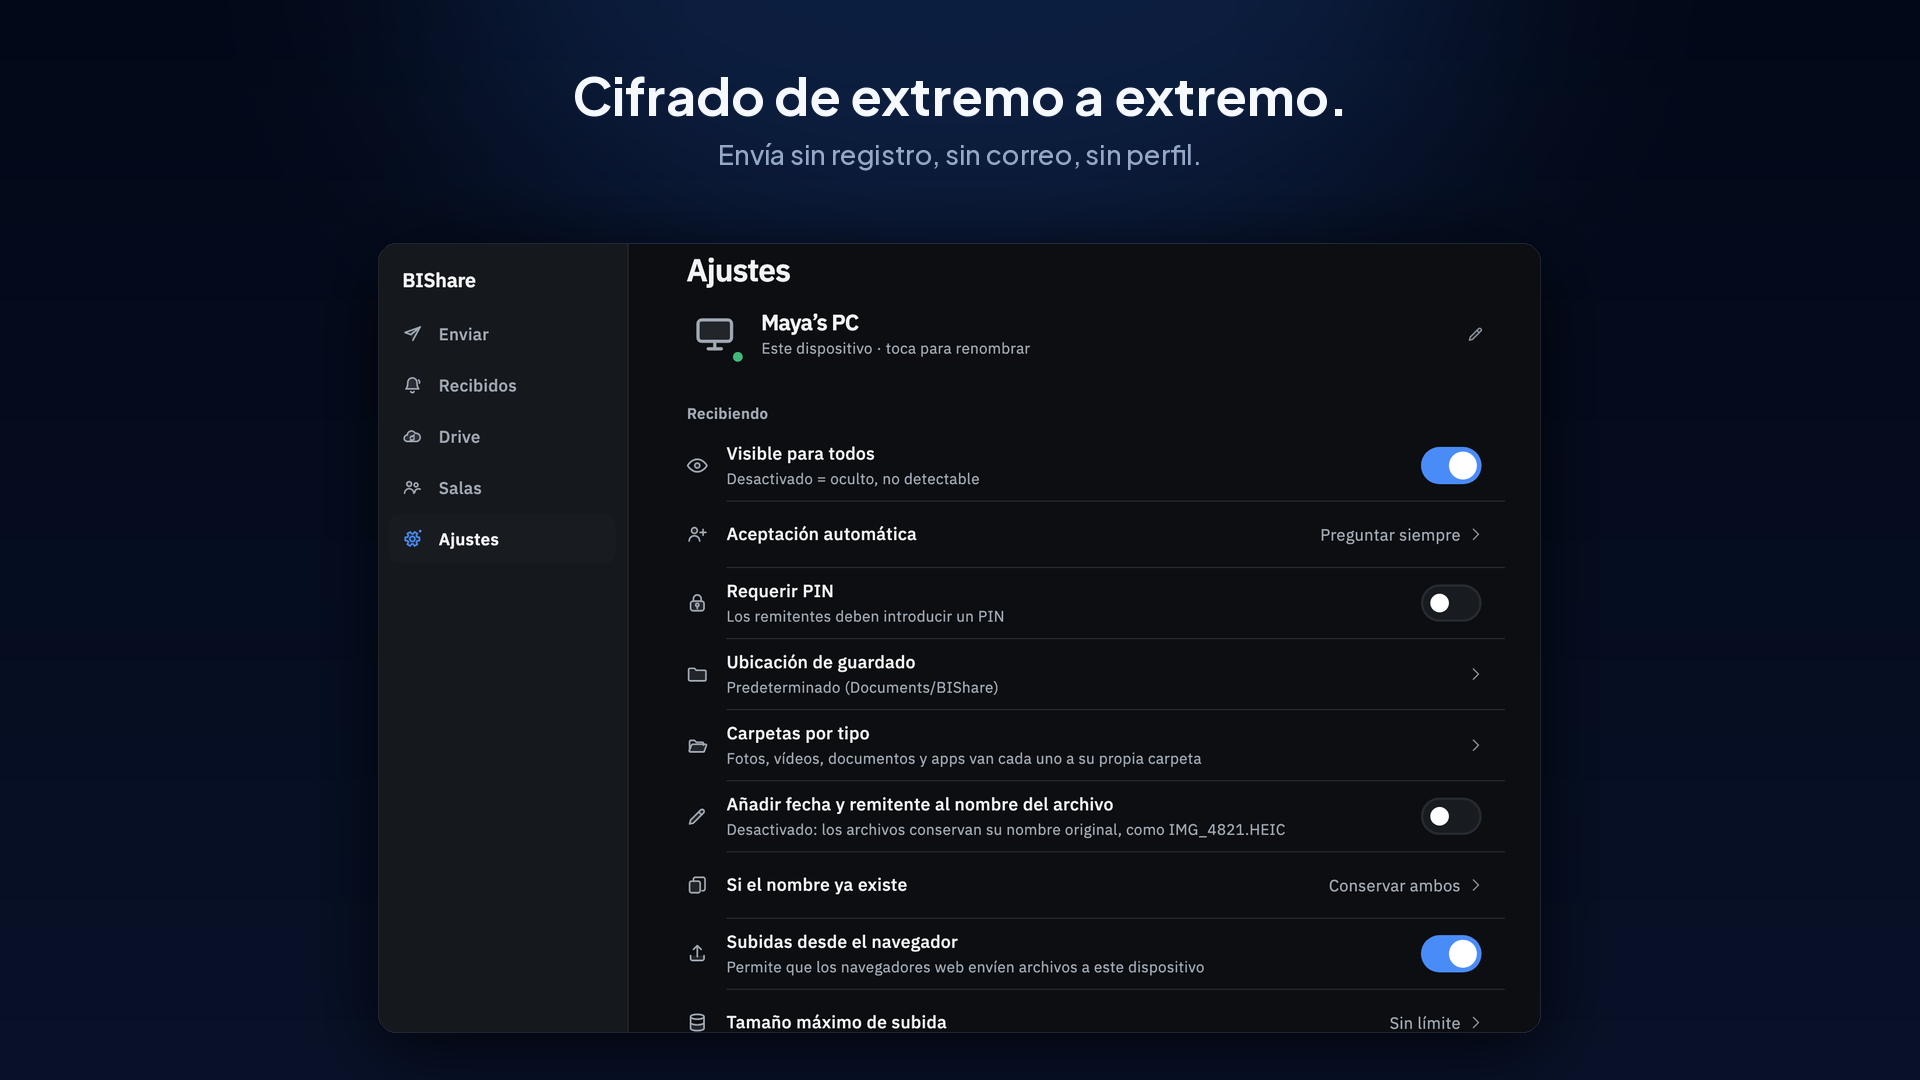 Cifrado de extremo a extremo.
Envía sin registro, sin correo, sin perfil.
BIShare
Enviar
Recibidos
Drive
Salas
Ajustes
Ajustes
Maya’s PC
Este dispositivo · toca para renombrar
Recibiendo
Visible para todos
Desactivado = oculto, no detectable
Aceptación automática
Preguntar siempre
Requerir PIN
Los remitentes deben introducir un PIN
Ubicación de guardado
Predeterminado (Documents/BIShare)
Carpetas por tipo
Fotos, vídeos, documentos y apps van cada uno a su propia carpeta
Añadir fecha y remitente al nombre del archivo
Desactivado: los archivos conservan su nombre original, como IMG_4821.HEIC
Si el nombre ya existe
Conservar ambos
Subidas desde el navegador
Permite que los navegadores web envíen archivos a este dispositivo
Tamaño máximo de subida
Sin límite